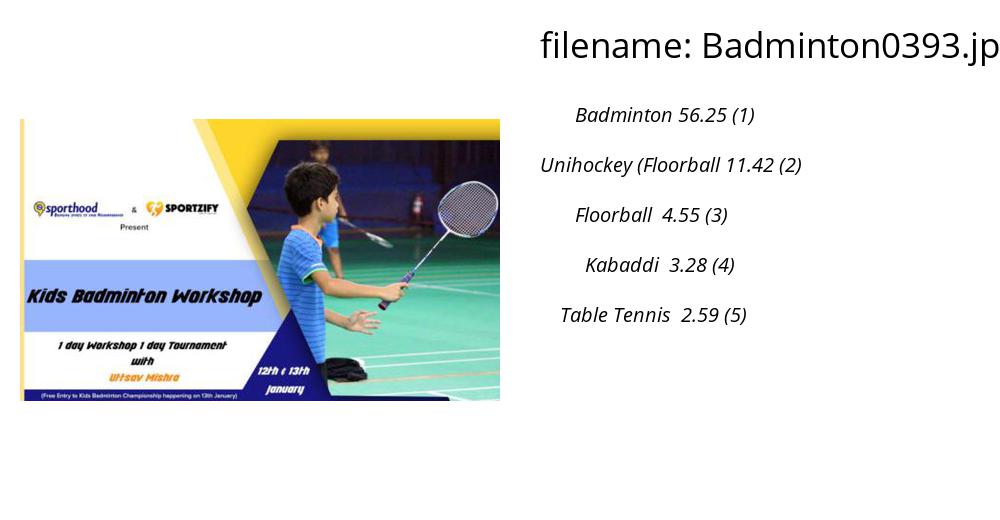 filename: Badminton0393.jp
Badminton 56.25 (1)
Unihockey (Floorball 11.42 (2)
Floorball 4.55 (3)
Kabaddi 3.28 (4)
Table Tennis 2.59 (5)
sporthood & SPORTZIFY
Present
Kids Badminton Workshop
1 day Workshop 1 day Tournament
with
Uttsav Mishra
12th & 13th
January
(Free Entry to Kids Badminton Championship happening on 13th January)